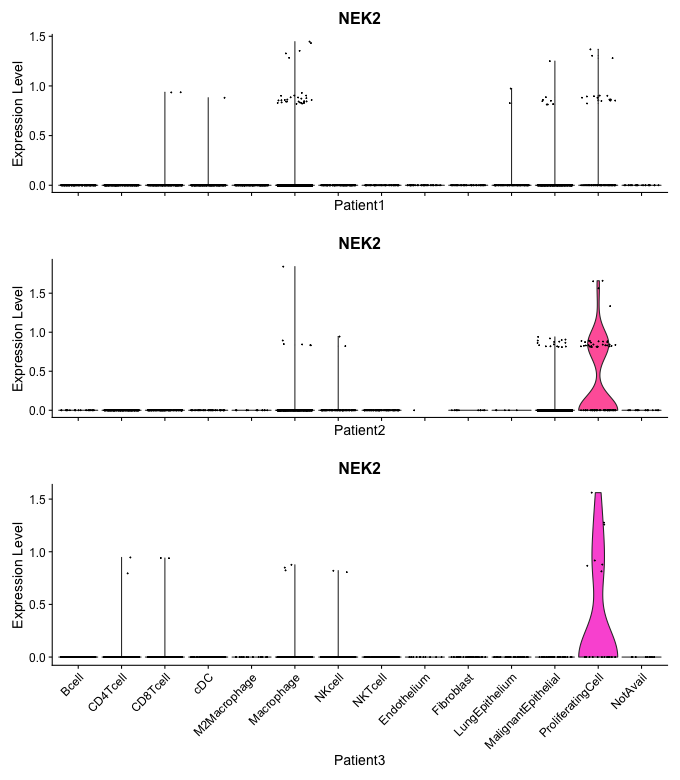 NEK2
Expression Level
1.5
1.0
0.5
0.0
Patient1
NEK2
Expression Level
1.5
1.0
0.5
0.0
Patient2
NEK2
Expression Level
1.5
1.0
0.5
0.0
Bcell
CD4Tcell
CD8Tcell
cDC
M2Macrophage
Macrophage
NKcell
NKTcell
Endothelium
Fibroblast
LungEpithelium
MalignantEpithelial
ProliferatingCell
NotAvail
Patient3